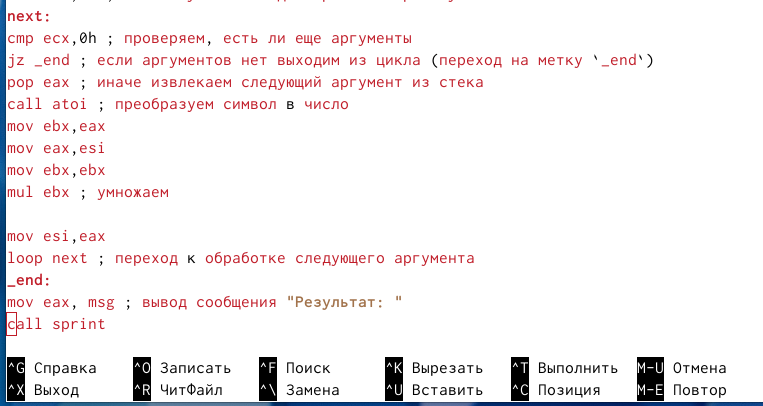 next:
cmp ecx,0h ; проверяем, есть ли еще аргументы
jz _end ; если аргументов нет выходим из цикла (переход на метку `_end`)
pop eax ; иначе извлекаем следующий аргумент из стека
call atoi ; преобразуем символ в число
mov ebx,eax
mov eax,esi
mov ebx,ebx
mul ebx ; умножаем
mov esi,eax
loop next ; переход к обработке следующего аргумента
_end:
mov eax, msg ; вывод сообщения "Результат: "
call sprint
^G Справка ^O Записать ^F Поиск ^K Вырезать ^T Выполнить M-U Отмена
^X Выход ^R ЧитФайл ^\ Замена ^U Вставить ^C Позиция M-E Повтор